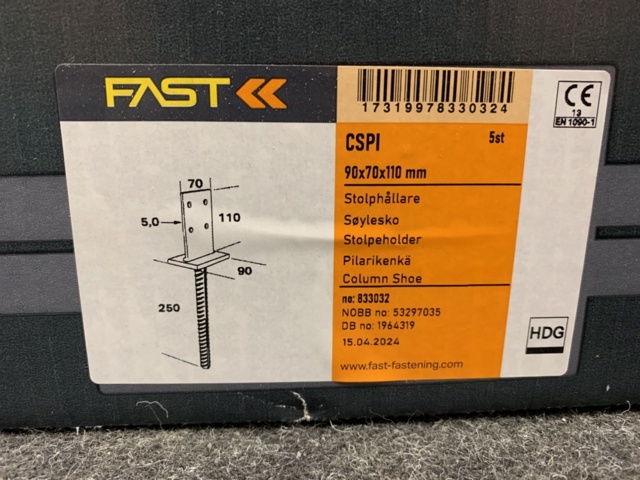 FAST
17319978330324
CE
13
EN 1090-1
CSPI 5st
90x70x110 mm
70
5,0
110
90
250
Stolphållare
Søylesko
Stolpeholder
Pilarikenkä
Column Shoe
no: 833032
NOBB no: 53297035
DB no: 1964319
15.04.2024
HDG
www.fast-fastening.com